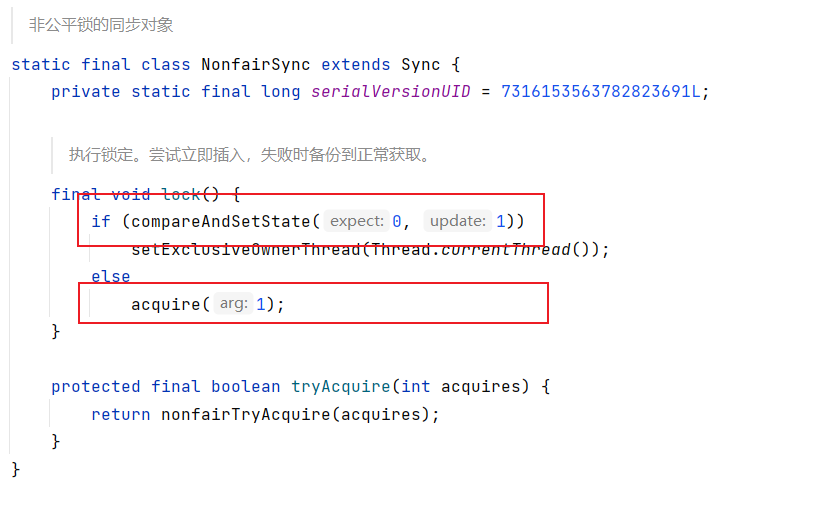 非公平锁的同步对象
static final class NonfairSync extends Sync {
    private static final long serialVersionUID = 7316153563782823691L;
    执行锁定。尝试立即插入，失败时备份到正常获取。
    final void lock() {
        if (compareAndSetState( expect: 0, update: 1))
            setExclusiveOwnerThread(Thread.currentThread());
        else
            acquire( arg: 1);
    }
    protected final boolean tryAcquire(int acquires) {
        return nonfairTryAcquire(acquires);
    }
}